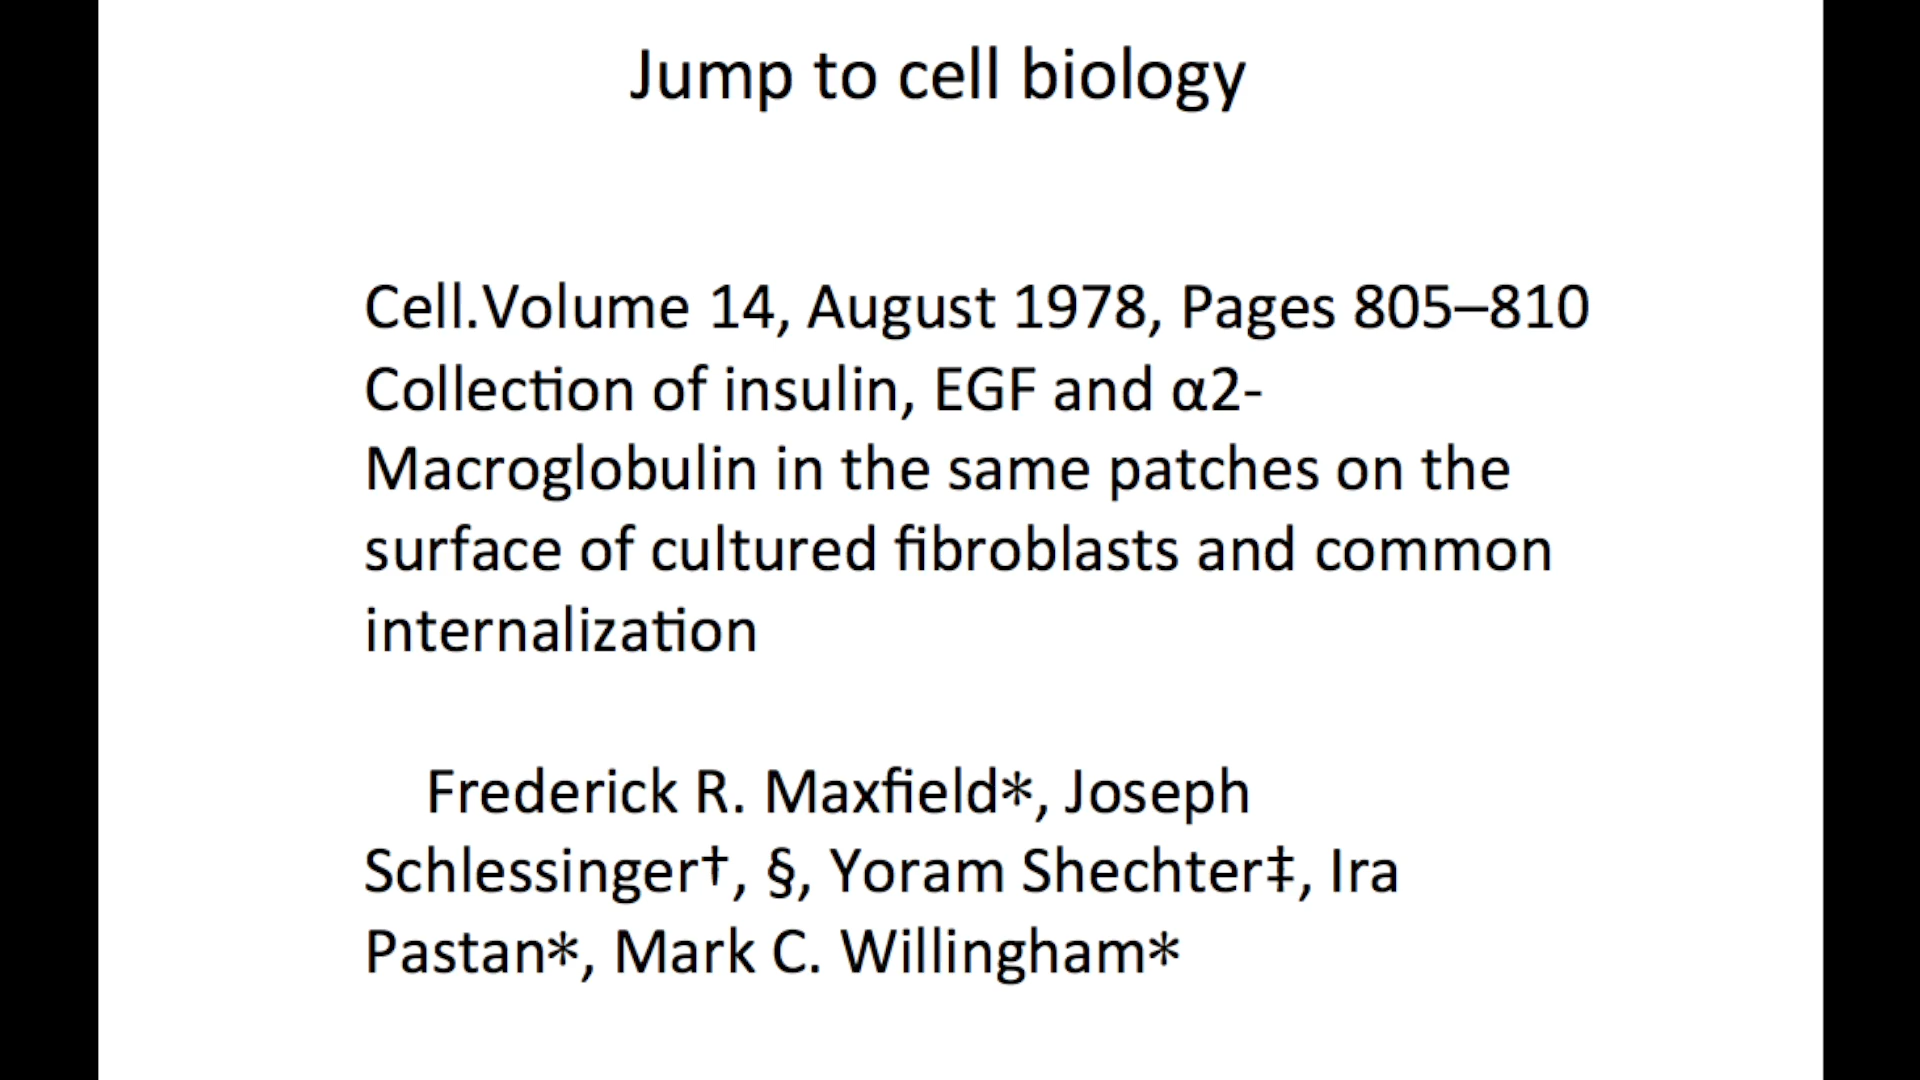 Jump to cell biology
Cell.Volume 14, August 1978, Pages 805–810
Collection of insulin, EGF and α2-
Macroglobulin in the same patches on the
surface of cultured fibroblasts and common
internalization
Frederick R. Maxfield∗, Joseph
Schlessinger†, §, Yoram Shechter‡, Ira
Pastan∗, Mark C. Willingham∗